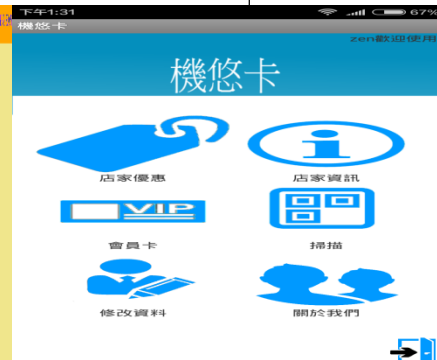 下午1:31
67%
機悠卡
zen歡迎使用
機悠卡
店家優惠
店家資訊
VIP
會員卡
掃描
修改資料
關於我們